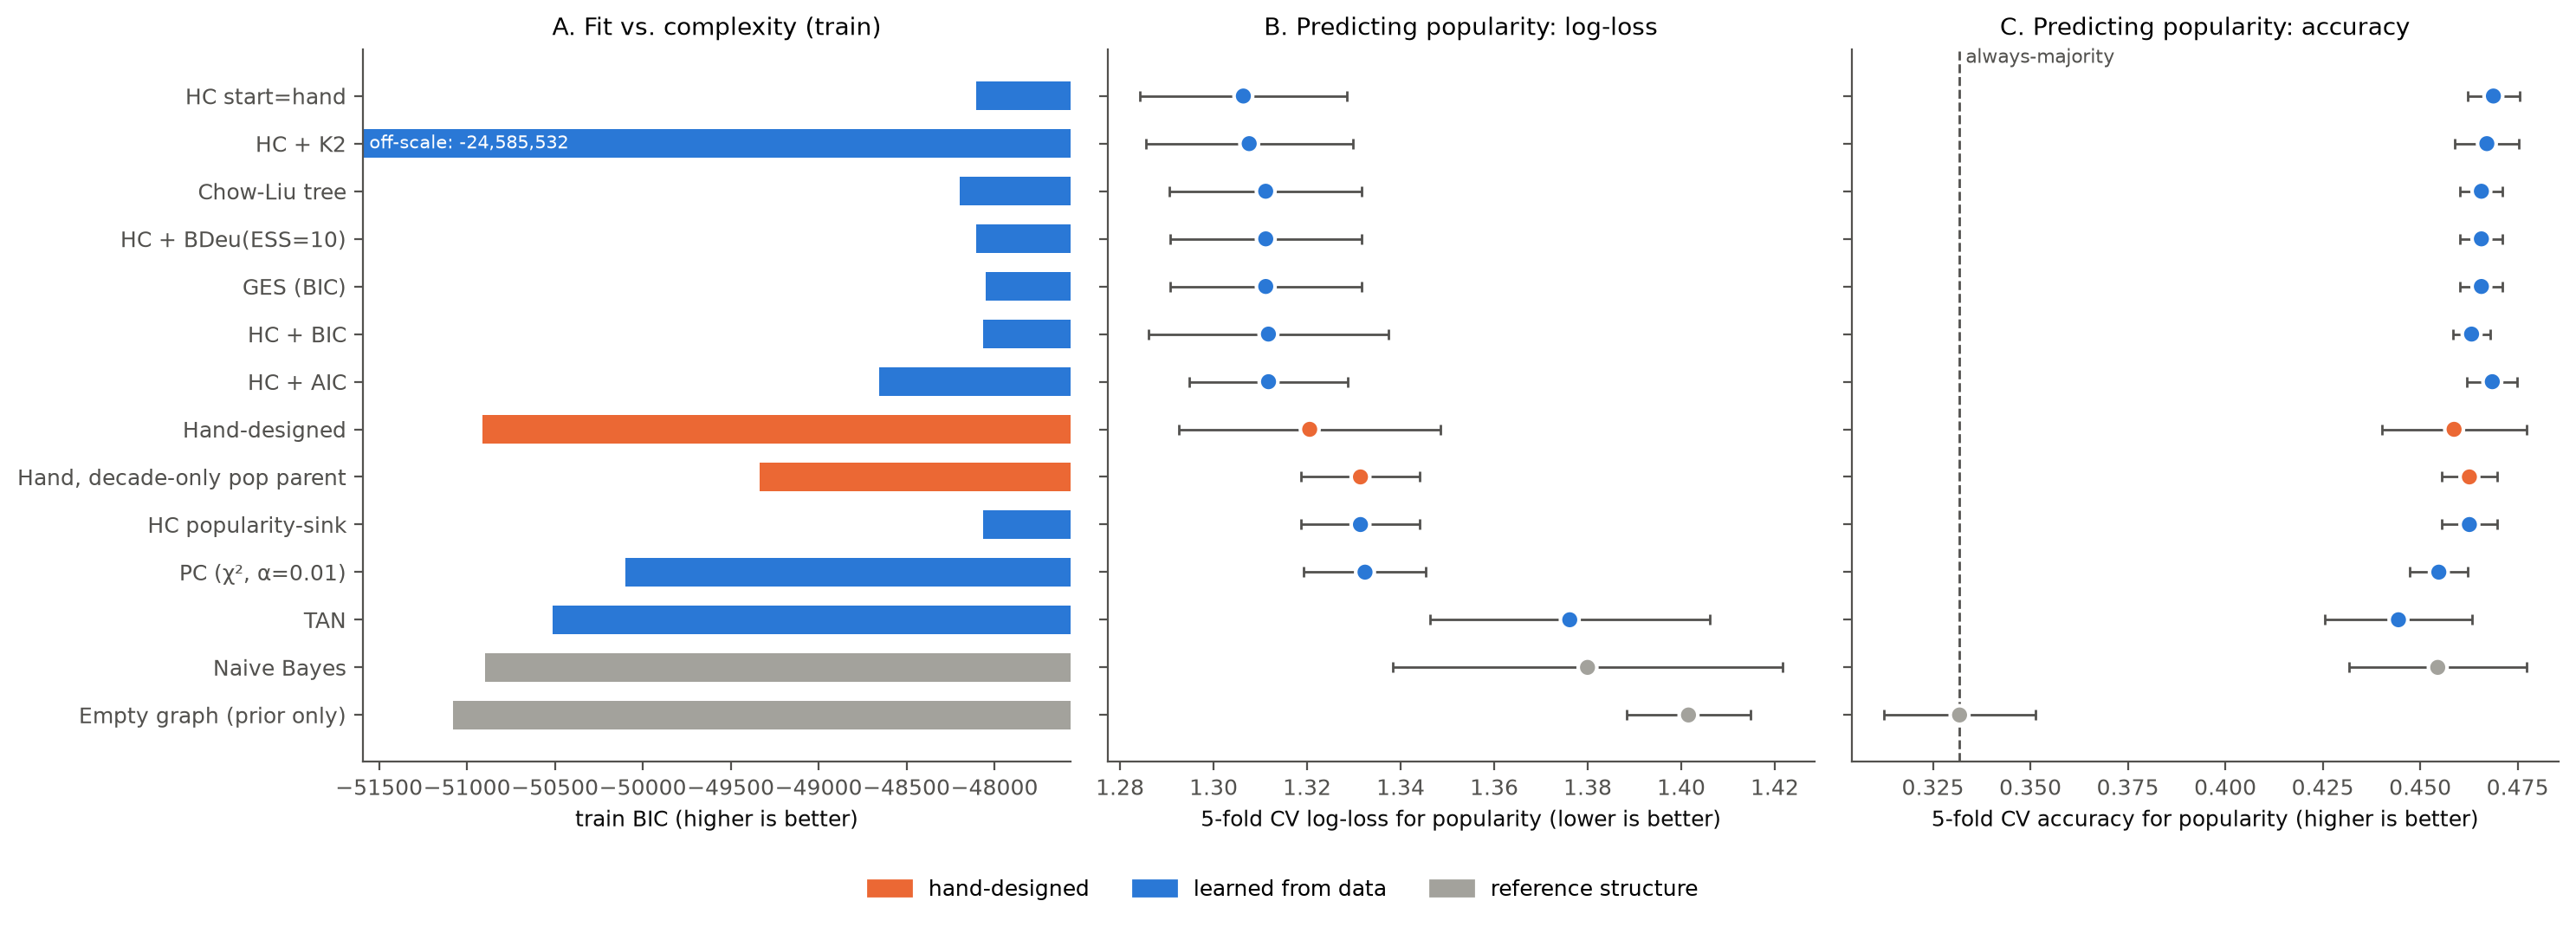 A. Fit vs. complexity (train)
B. Predicting popularity: log-loss
C. Predicting popularity: accuracy
always-majority
HC start=hand
HC + K2
off-scale: -24,585,532
Chow-Liu tree
HC + BDeu(ESS=10)
GES (BIC)
HC + BIC
HC + AIC
Hand-designed
Hand, decade-only pop parent
HC popularity-sink
PC (χ², α=0.01)
TAN
Naive Bayes
Empty graph (prior only)
−51500−51000−50500−50000−49500−49000−48500−48000
1.28 1.30 1.32 1.34 1.36 1.38 1.40 1.42
0.325 0.350 0.375 0.400 0.425 0.450 0.475
train BIC (higher is better)
5-fold CV log-loss for popularity (lower is better)
5-fold CV accuracy for popularity (higher is better)
hand-designed
learned from data
reference structure